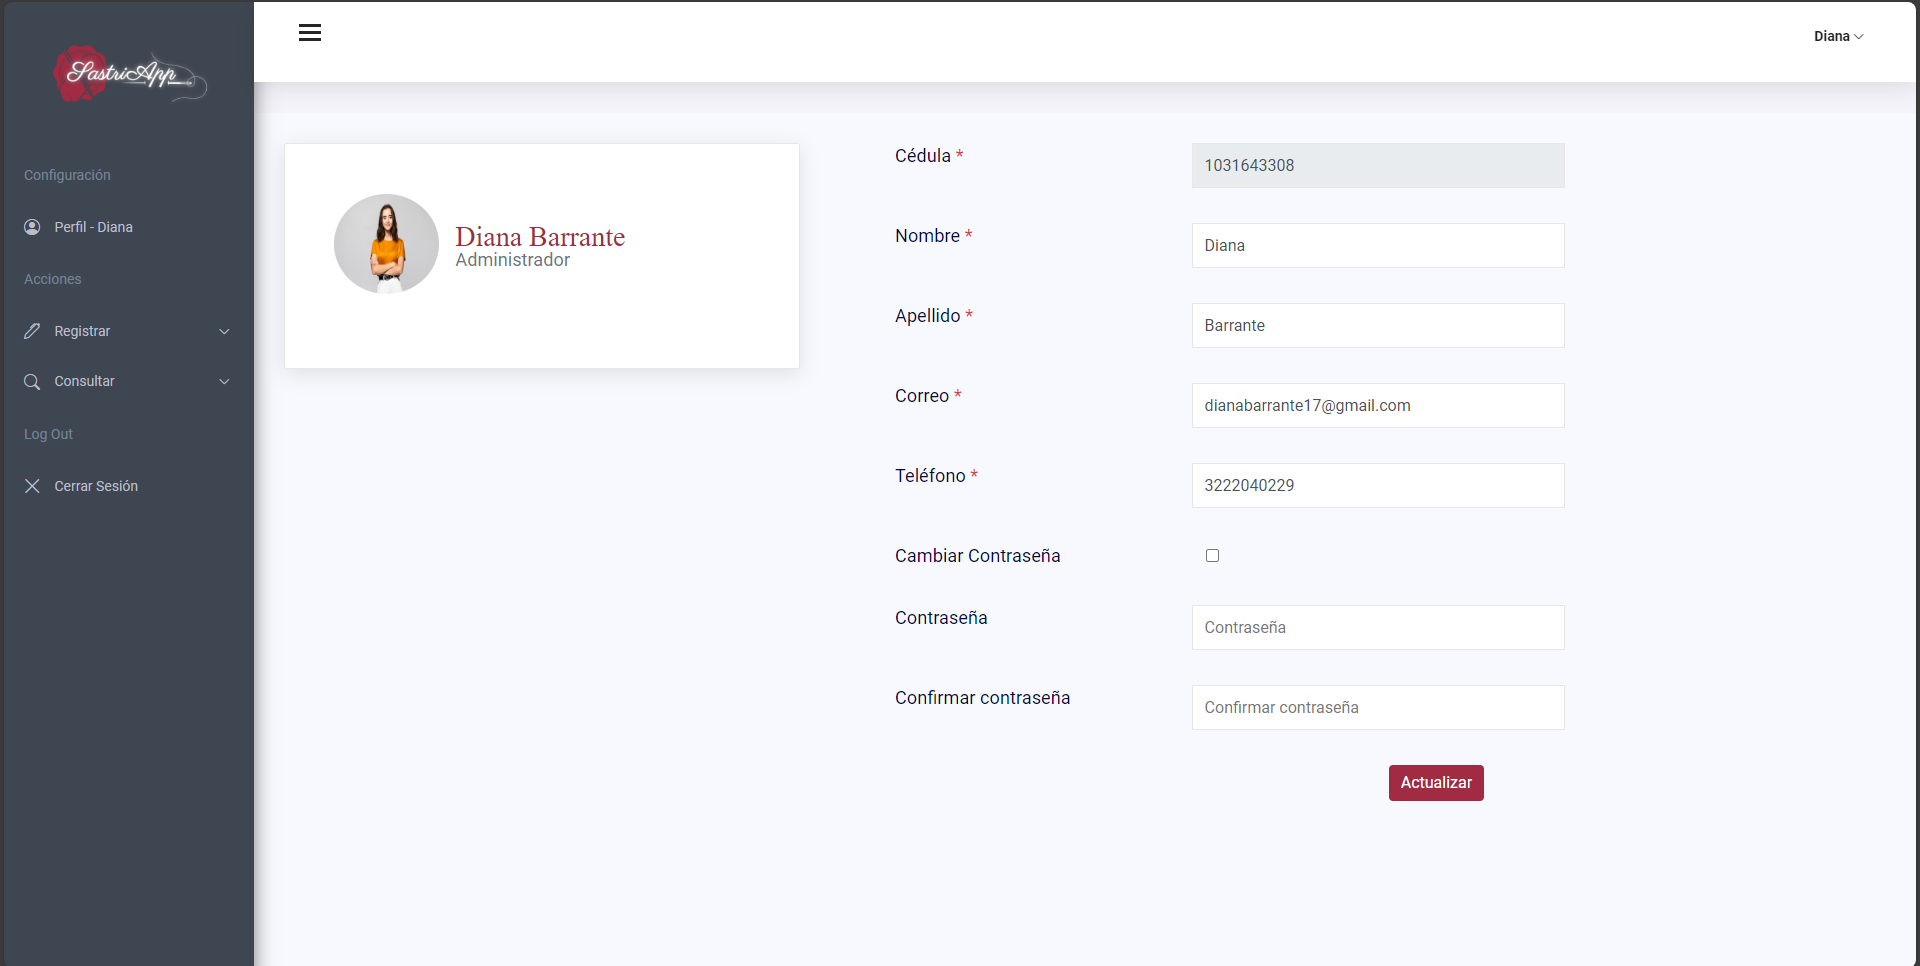 SastriApp
Diana
Configuración
Perfil - Diana
Acciones
Registrar
Consultar
Log Out
Cerrar Sesión
Diana Barrante
Administrador
Cédula *
1031643308
Nombre *
Diana
Apellido *
Barrante
Correo *
dianabarrante17@gmail.com
Teléfono *
3222040229
Cambiar Contraseña
Contraseña
Contraseña
Confirmar contraseña
Confirmar contraseña
Actualizar